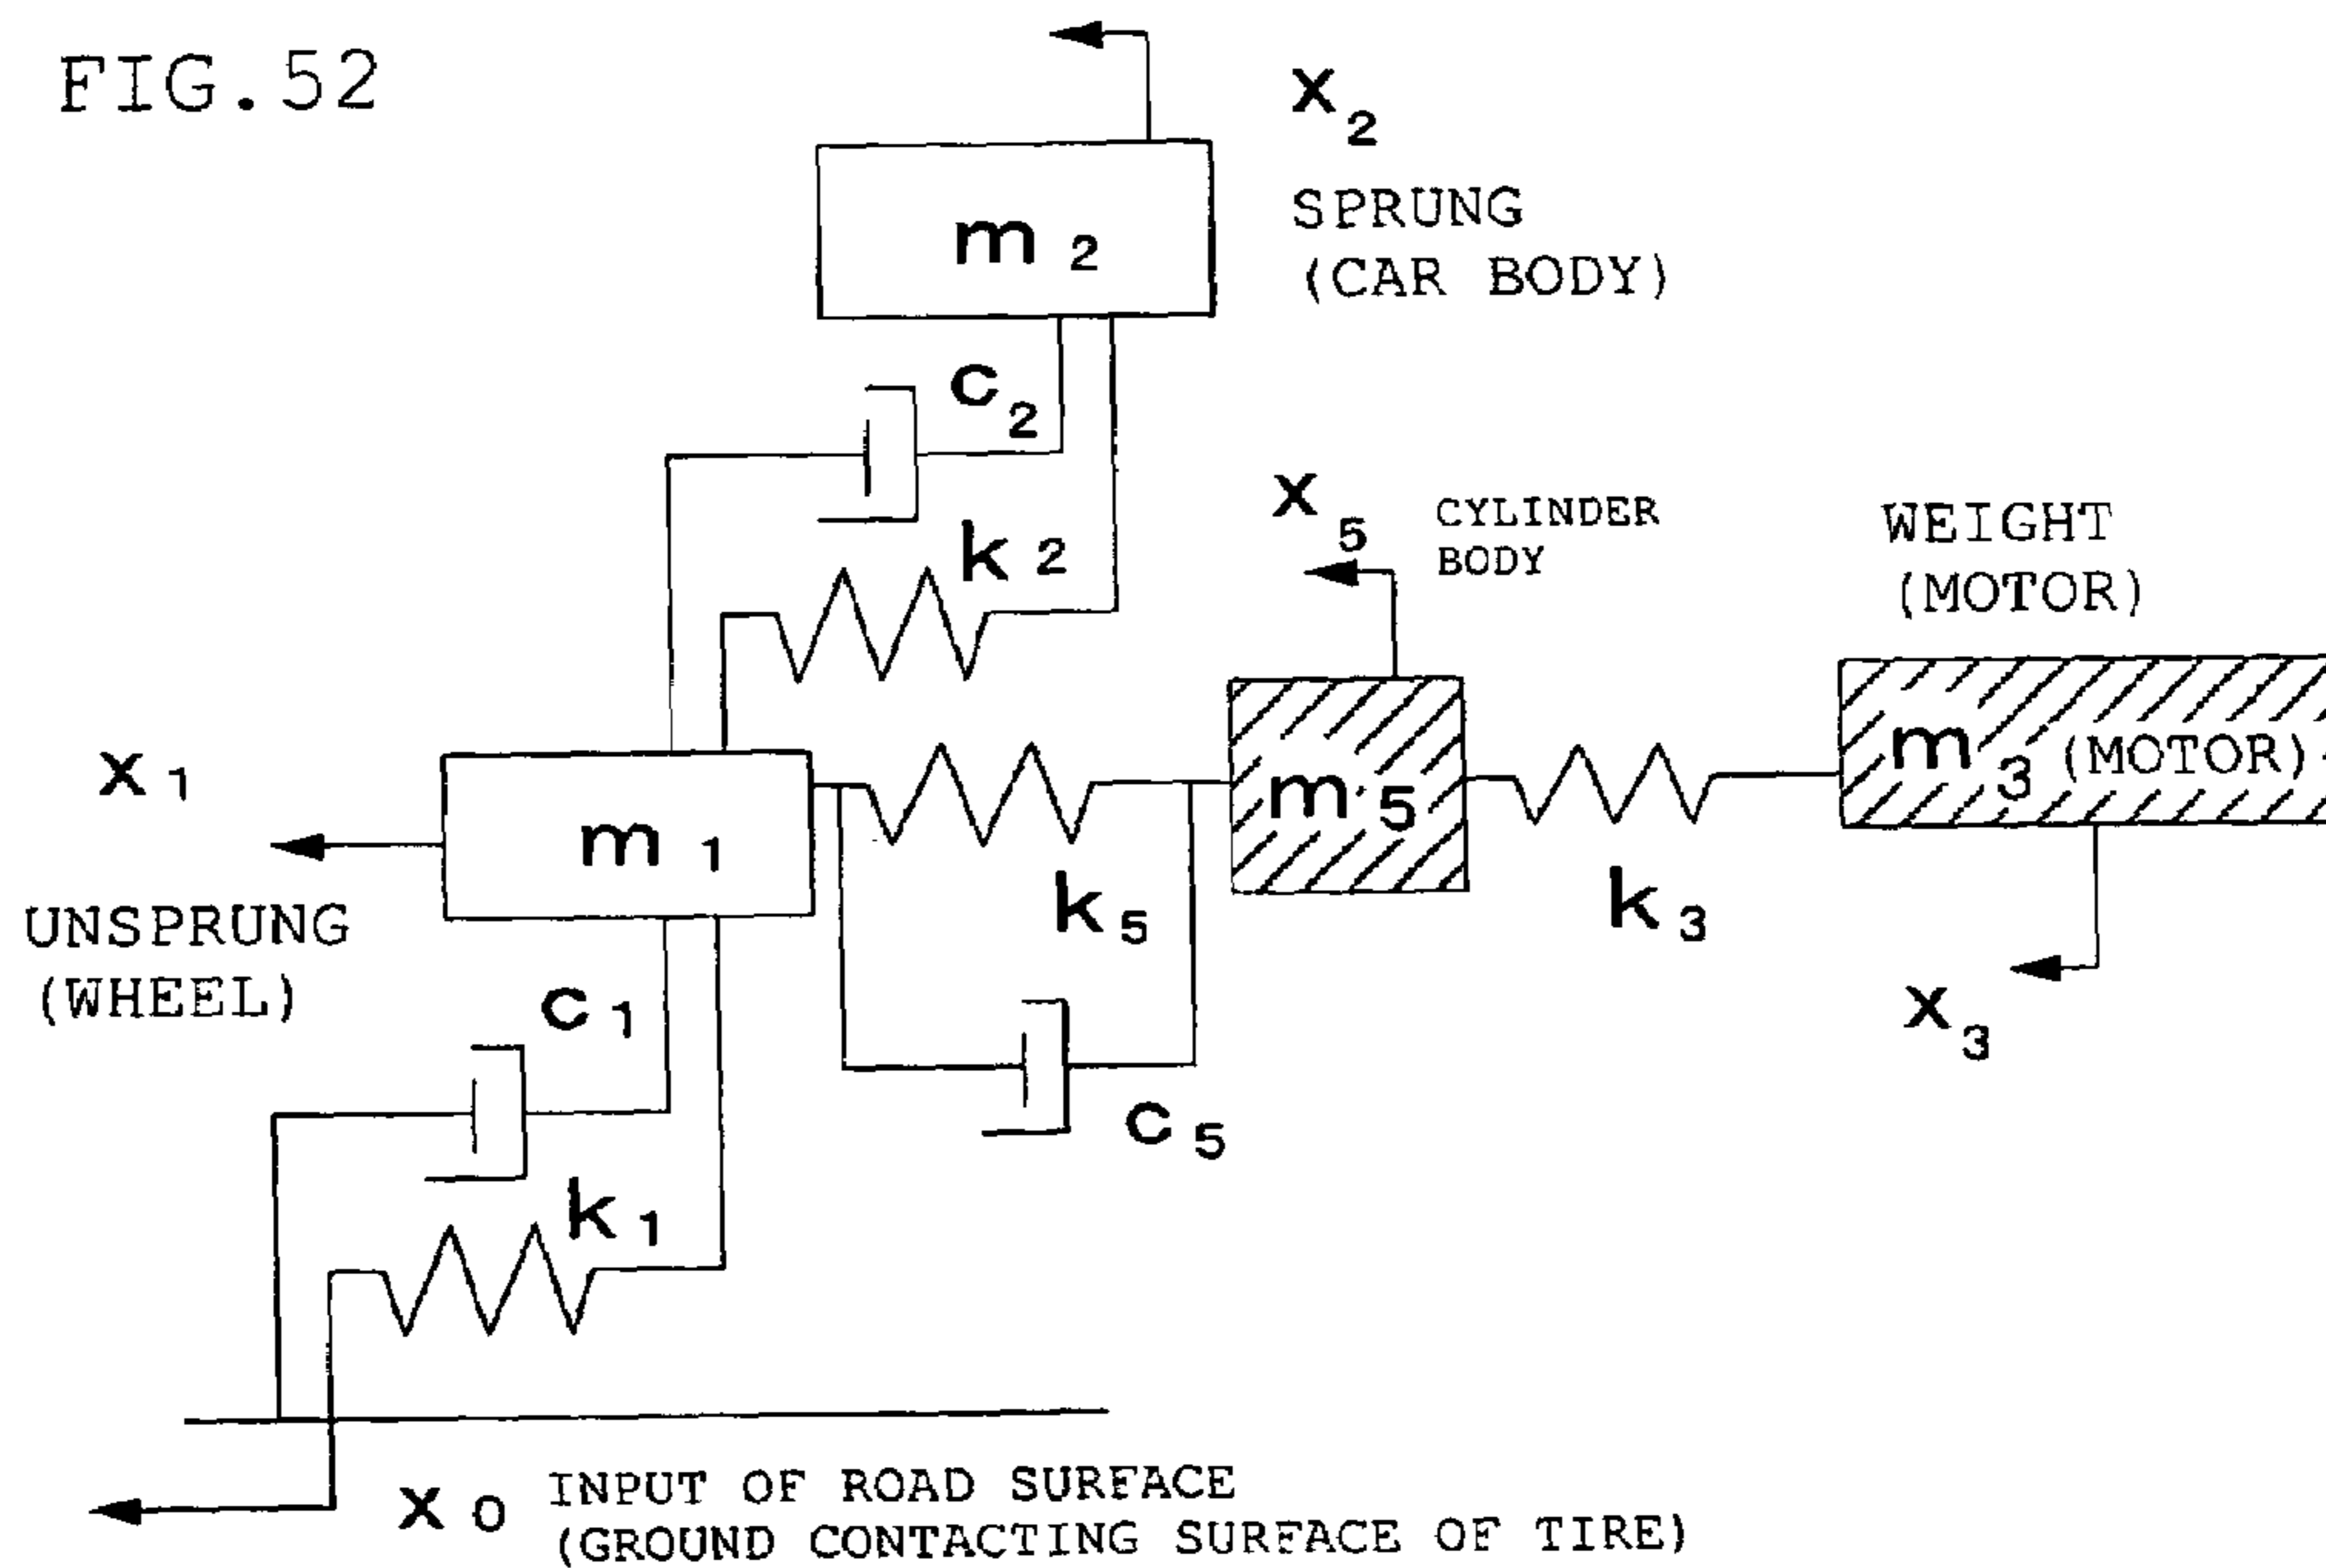 FIG.52
x2
SPRUNG
(CAR BODY)
m2
c2
k2
x5
CYLINDER
BODY
WEIGHT
(MOTOR)
x1
m1
m5
m3 (MOTOR)
k5
k3
UNSPRUNG
(WHEEL)
c1
x3
c5
k1
x0
INPUT OF ROAD SURFACE
(GROUND CONTACTING SURFACE OF TIRE)